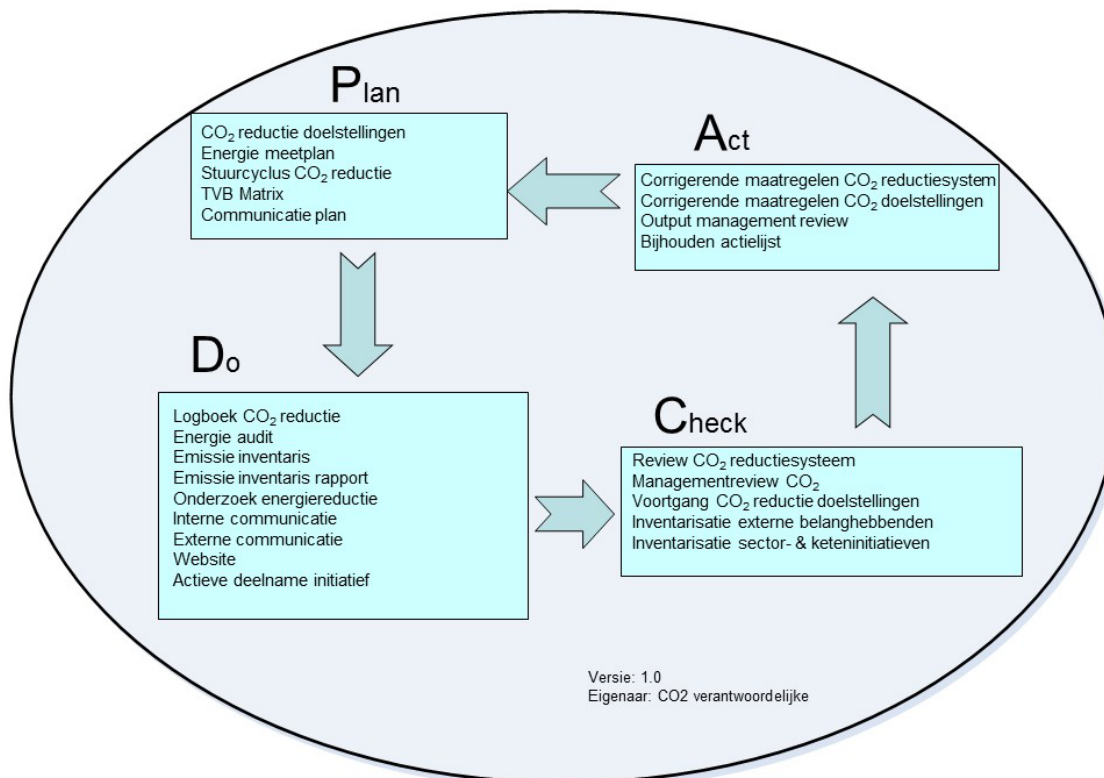 Plan
CO₂ reductie doelstellingen
Energie meetplan
Stuurcyclus CO₂ reductie
TVB Matrix
Communicatie plan
Act
Corrigerende maatregelen CO₂ reductiesystem
Corrigerende maatregelen CO₂ doelstellingen
Output management review
Bijhouden actielijst
Do
Logboek CO₂ reductie
Energie audit
Emissie inventaris
Emissie inventaris rapport
Onderzoek energiereductie
Interne communicatie
Externe communicatie
Website
Actieve deelname initiatief
Check
Review CO₂ reductiesysteem
Managementreview CO₂
Voortgang CO₂ reductie doelstellingen
Inventarisatie externe belanghebbenden
Inventarisatie sector- & keteninitiatieven
Versie: 1.0
Eigenaar: CO2 verantwoordelijke